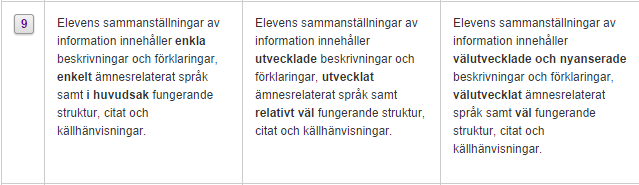 9
Elevens sammanställningar av
information innehåller enkla
beskrivningar och förklaringar,
enkelt ämnesrelaterat språk
samt i huvudsak fungerande
struktur, citat och
källhänvisningar.
Elevens sammanställningar av
information innehåller
utvecklade beskrivningar och
förklaringar, utvecklat
ämnesrelaterat språk samt
relativt väl fungerande struktur,
citat och källhänvisningar.
Elevens sammanställningar av
information innehåller
välutvecklade och nyanserade
beskrivningar och förklaringar,
välutvecklat ämnesrelaterat
språk samt väl fungerande
struktur, citat och
källhänvisningar.